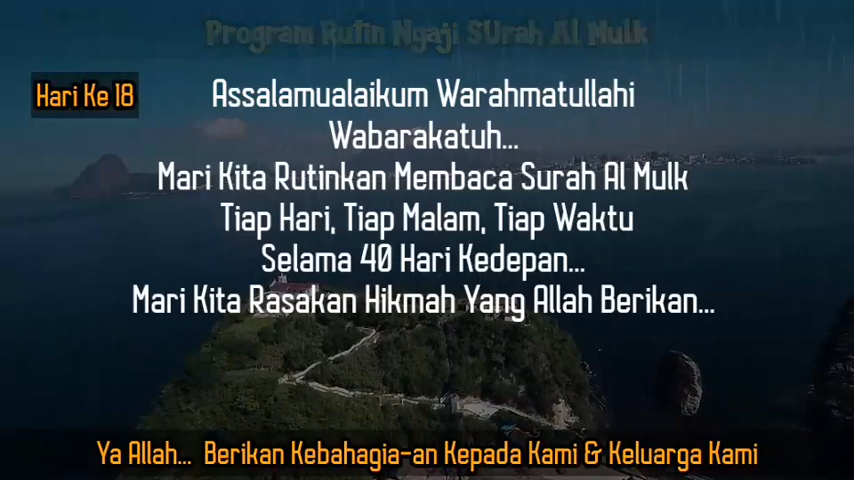 Program Rutin Ngaji SUrah Al Mulk
Hari Ke 18
Assalamualaikum Warahmatullahi
Wabarakatuh...
Mari Kita Rutinkan Membaca Surah Al Mulk
Tiap Hari, Tiap Malam, Tiap Waktu
Selama 40 Hari Kedepan...
Mari Kita Rasakan Hikmah Yang Allah Berikan...
Ya Allah... Berikan Kebahagia-an Kepada Kami & Keluarga Kami